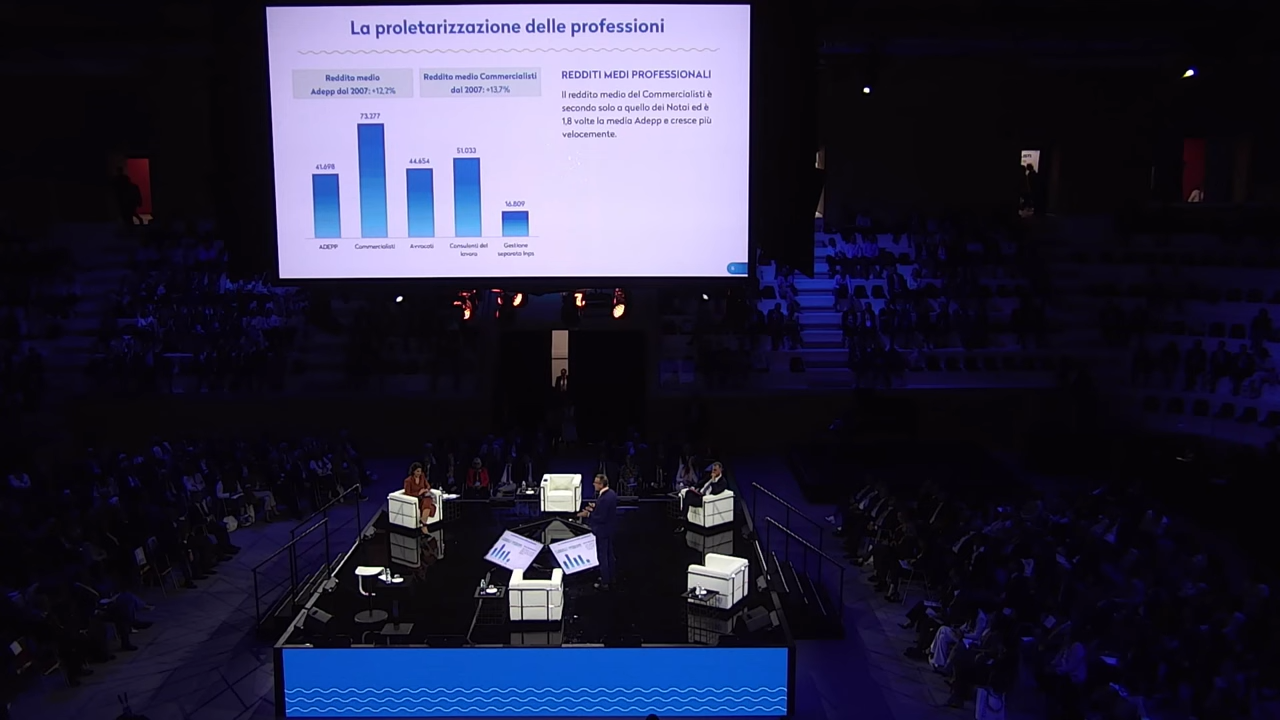 La proletarizzazione delle professioni
Reddito medio
Adepp dal 2007: +12,2%
Reddito medio Commercialisti
dal 2007: +13,7%
REDDITI MEDI PROFESSIONALI
Il reddito medio dei Commercialisti è
secondo solo a quello dei Notai ed è
1,8 volte la media Adepp e cresce più
velocemente.
73.277
51.033
44.654
41.698
16.809
ADEPP
Commercialisti
Avvocati
Consulenti del
lavoro
Gestione
separata Inps